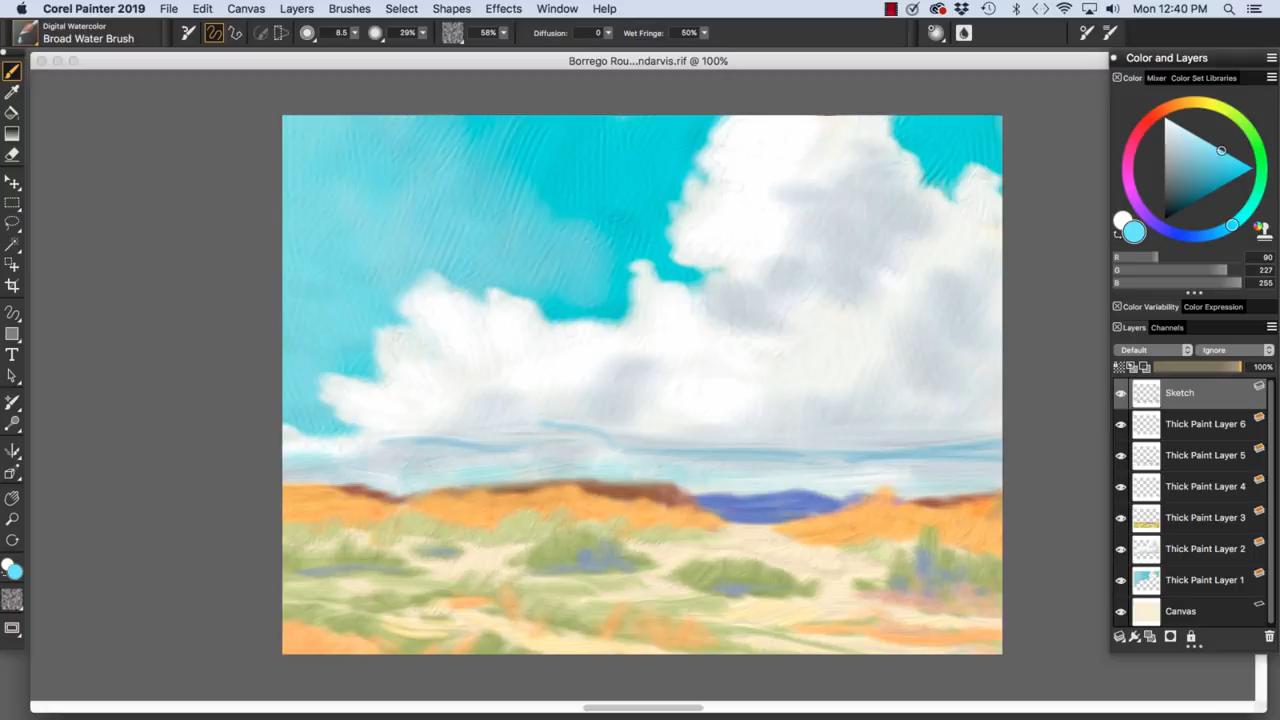 Corel Painter 2019 File Edit Canvas Layers Brushes Select Shapes Effects Window Help Mon 12:40 PM
Digital Watercolor
Broad Water Brush
8.5 29% 58% Diffusion: 0 Wet Fringe: 50%
Borrego Rou...ndarvis.rif @ 100%
Color and Layers
Color Mixer Color Set Libraries
R 90
G 227
B 255
Color Variability Color Expression
Layers Channels
Default Ignore
100%
Sketch
Thick Paint Layer 6
Thick Paint Layer 5
Thick Paint Layer 4
Thick Paint Layer 3
Thick Paint Layer 2
Thick Paint Layer 1
Canvas
T